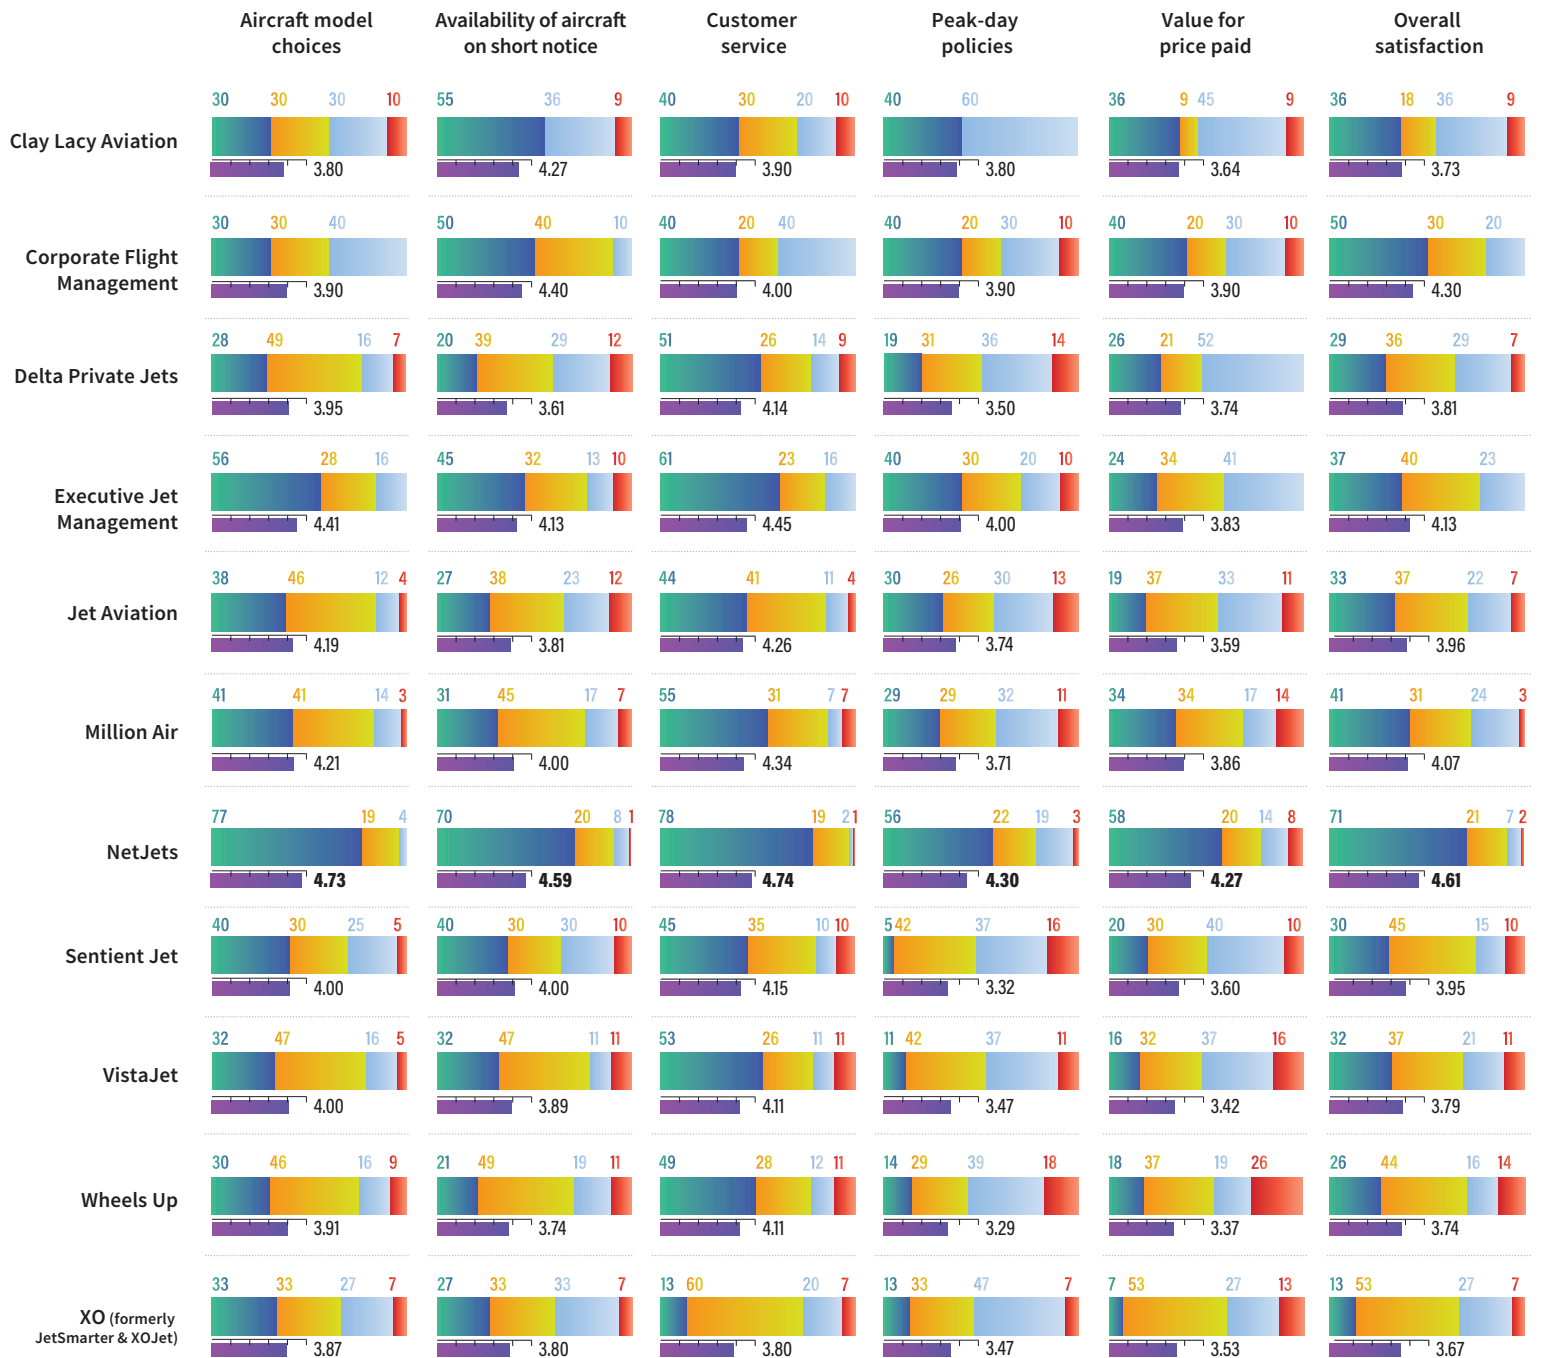 Aircraft model
choices
Availability of aircraft
on short notice
Customer
service
Peak-day
policies
Value for
price paid
Overall
satisfaction
Clay Lacy Aviation
30 30 30 10
3.80
55 36 9
4.27
40 30 20 10
3.90
40 60
3.80
36 9 45 9
3.64
36 18 36 9
3.73
Corporate Flight
Management
30 30 40
3.90
50 40 10
4.40
40 20 40
4.00
40 20 30 10
3.90
40 20 30 10
3.90
50 30 20
4.30
Delta Private Jets
28 49 16 7
3.95
20 39 29 12
3.61
51 26 14 9
4.14
19 31 36 14
3.50
26 21 52
3.74
29 36 29 7
3.81
Executive Jet
Management
56 28 16
4.41
45 32 13 10
4.13
61 23 16
4.45
40 30 20 10
4.00
24 34 41
3.83
37 40 23
4.13
Jet Aviation
38 46 12 4
4.19
27 38 23 12
3.81
44 41 11 4
4.26
30 26 30 13
3.74
19 37 33 11
3.59
33 37 22 7
3.96
Million Air
41 41 14 3
4.21
31 45 17 7
4.00
55 31 7 7
4.34
29 29 32 11
3.71
34 34 17 14
3.86
41 31 24 3
4.07
NetJets
77 19 4
4.73
70 20 8 1
4.59
78 19 2 1
4.74
56 22 19 3
4.30
58 20 14 8
4.27
71 21 7 2
4.61
Sentient Jet
40 30 25 5
4.00
40 30 30 10
4.00
45 35 10 10
4.15
5 42 37 16
3.32
20 30 40 10
3.60
30 45 15 10
3.95
VistaJet
32 47 16 5
4.00
32 47 11 11
3.89
53 26 11 11
4.11
11 42 37 11
3.47
16 32 37 16
3.42
32 37 21 11
3.79
Wheels Up
30 46 16 9
3.91
21 49 19 11
3.74
49 28 12 11
4.11
14 29 39 18
3.29
18 37 19 26
3.37
26 44 16 14
3.74
XO (formerly
JetSmarter & XOJet)
33 33 27 7
3.87
27 33 33 7
3.80
13 60 20 7
3.80
13 33 47 7
3.47
7 53 27 13
3.53
13 53 27 7
3.67